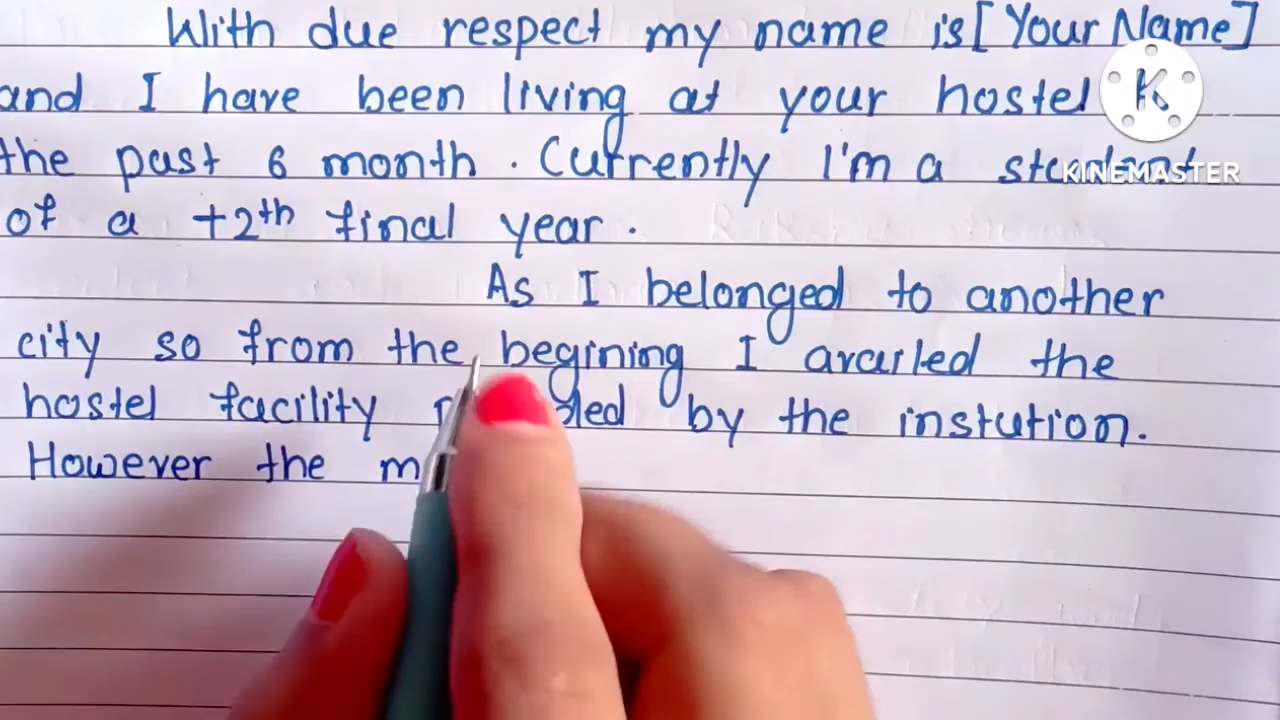 With due respect my name is [Your Name]
and I have been living at your hostel
the past 6 month. Currently I'm a student
of a +2th final year.
As I belonged to another
city so from the begining I availed the
hostel facility by the instution.
However the m
K
KINEMASTER